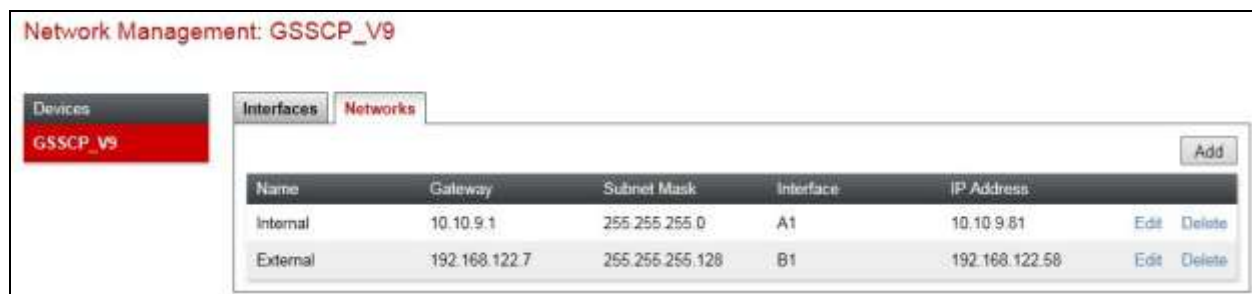 Network Management: GSSCP_V9
Devices
GSSCP_V9
Interfaces Networks
Add
Name Gateway Subnet Mask Interface IP Address
Internal 10.10.9.1 255.255.255.0 A1 10.10.9.81 Edit Delete
External 192.168.122.7 255.255.255.128 B1 192.168.122.58 Edit Delete